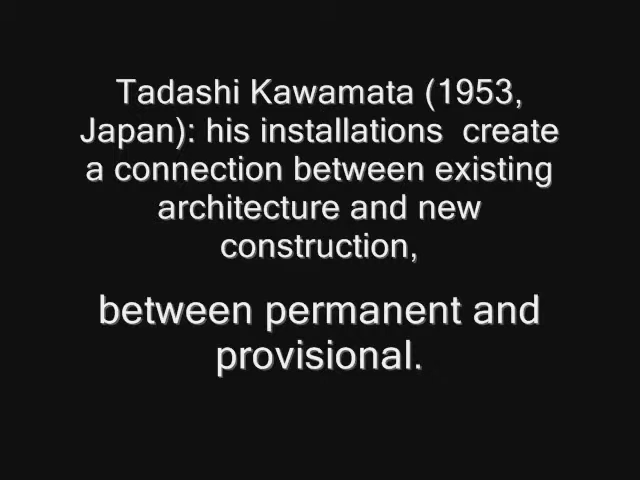 Tadashi Kawamata (1953,
Japan): his installations  create
a connection between existing
architecture and new
construction,
between permanent and
provisional.